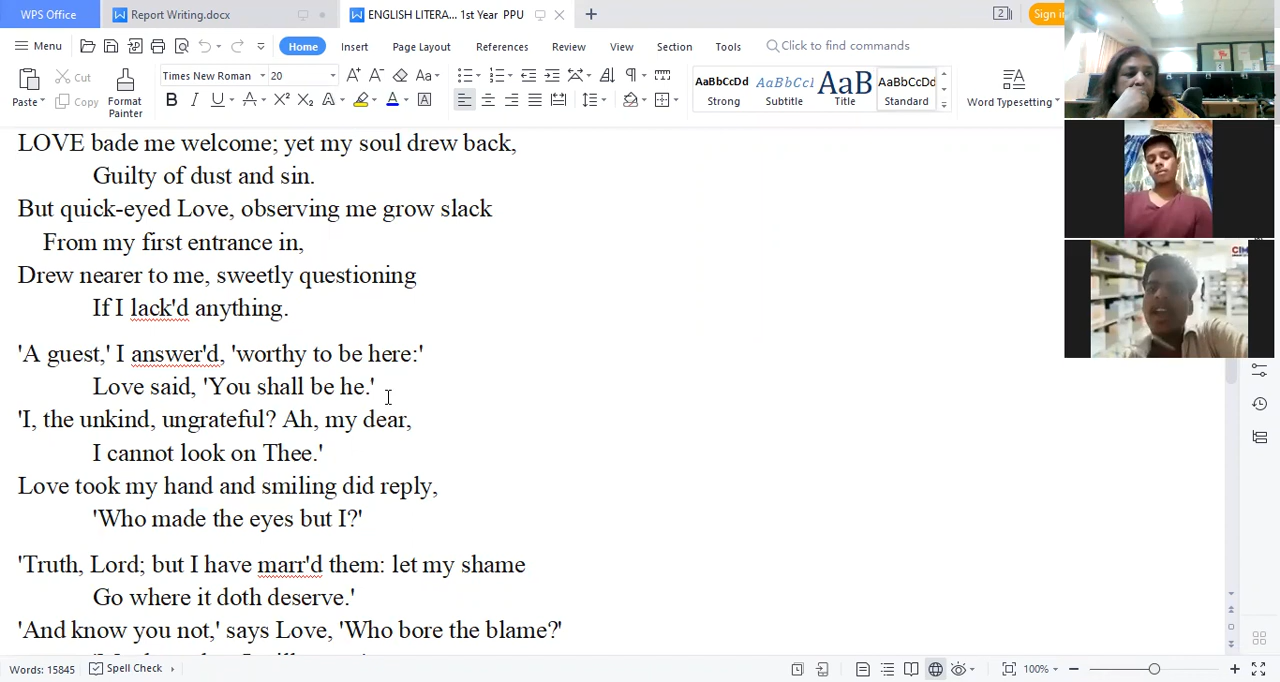 WPS Office
Report Writing.docx
ENGLISH LITERA... 1st Year PPU
Sign in
Menu
Home
Insert
Page Layout
References
Review
View
Section
Tools
Click to find commands
Paste
Cut
Copy
Format
Painter
Times New Roman
20
AaBbCcDd
Strong
AaBbCcl
Subtitle
AaB
Title
AaBbCcDd
Standard
Word Typesetting
LOVE bade me welcome; yet my soul drew back,
Guilty of dust and sin.
But quick-eyed Love, observing me grow slack
From my first entrance in,
Drew nearer to me, sweetly questioning
If I lack'd anything.
'A guest,' I answer'd, 'worthy to be here:'
Love said, 'You shall be he.'
'I, the unkind, ungrateful? Ah, my dear,
I cannot look on Thee.'
Love took my hand and smiling did reply,
'Who made the eyes but I?'
'Truth, Lord; but I have marr'd them: let my shame
Go where it doth deserve.'
'And know you not,' says Love, 'Who bore the blame?'
Words: 15845
Spell Check
100%